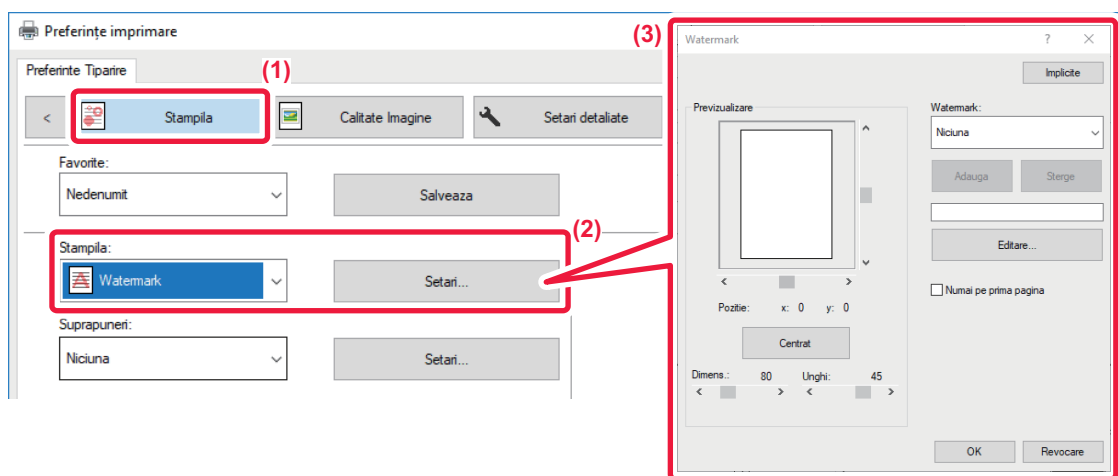 Preferințe imprimare
Preferinte Tiparire
(1)
<
Stampila
Calitate Imagine
Setari detaliate
Favorite:
Nedenumit
Salveaza
(2)
Stampila:
Watermark
Setari...
Suprapuneri:
Niciuna
Setari...
(3)
Watermark
?
Implicite
Previzualizare
Watermark:
Niciuna
Adauga
Sterge
Editare...
Numai pe prima pagina
Pozitie: x: 0 y: 0
Centrat
Dimens.: 80 Unghi: 45
OK
Revocare